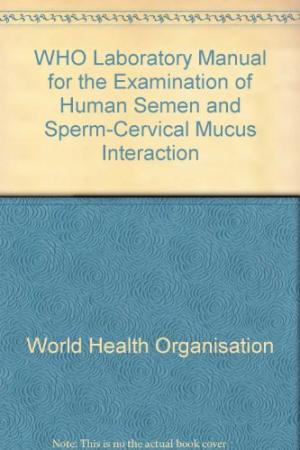 WHO Laboratory Manual
for the Examination of
Human Semen and
Sperm-Cervical Mucus
Interaction
World Health Organisation
Note: This is no the actual book cover